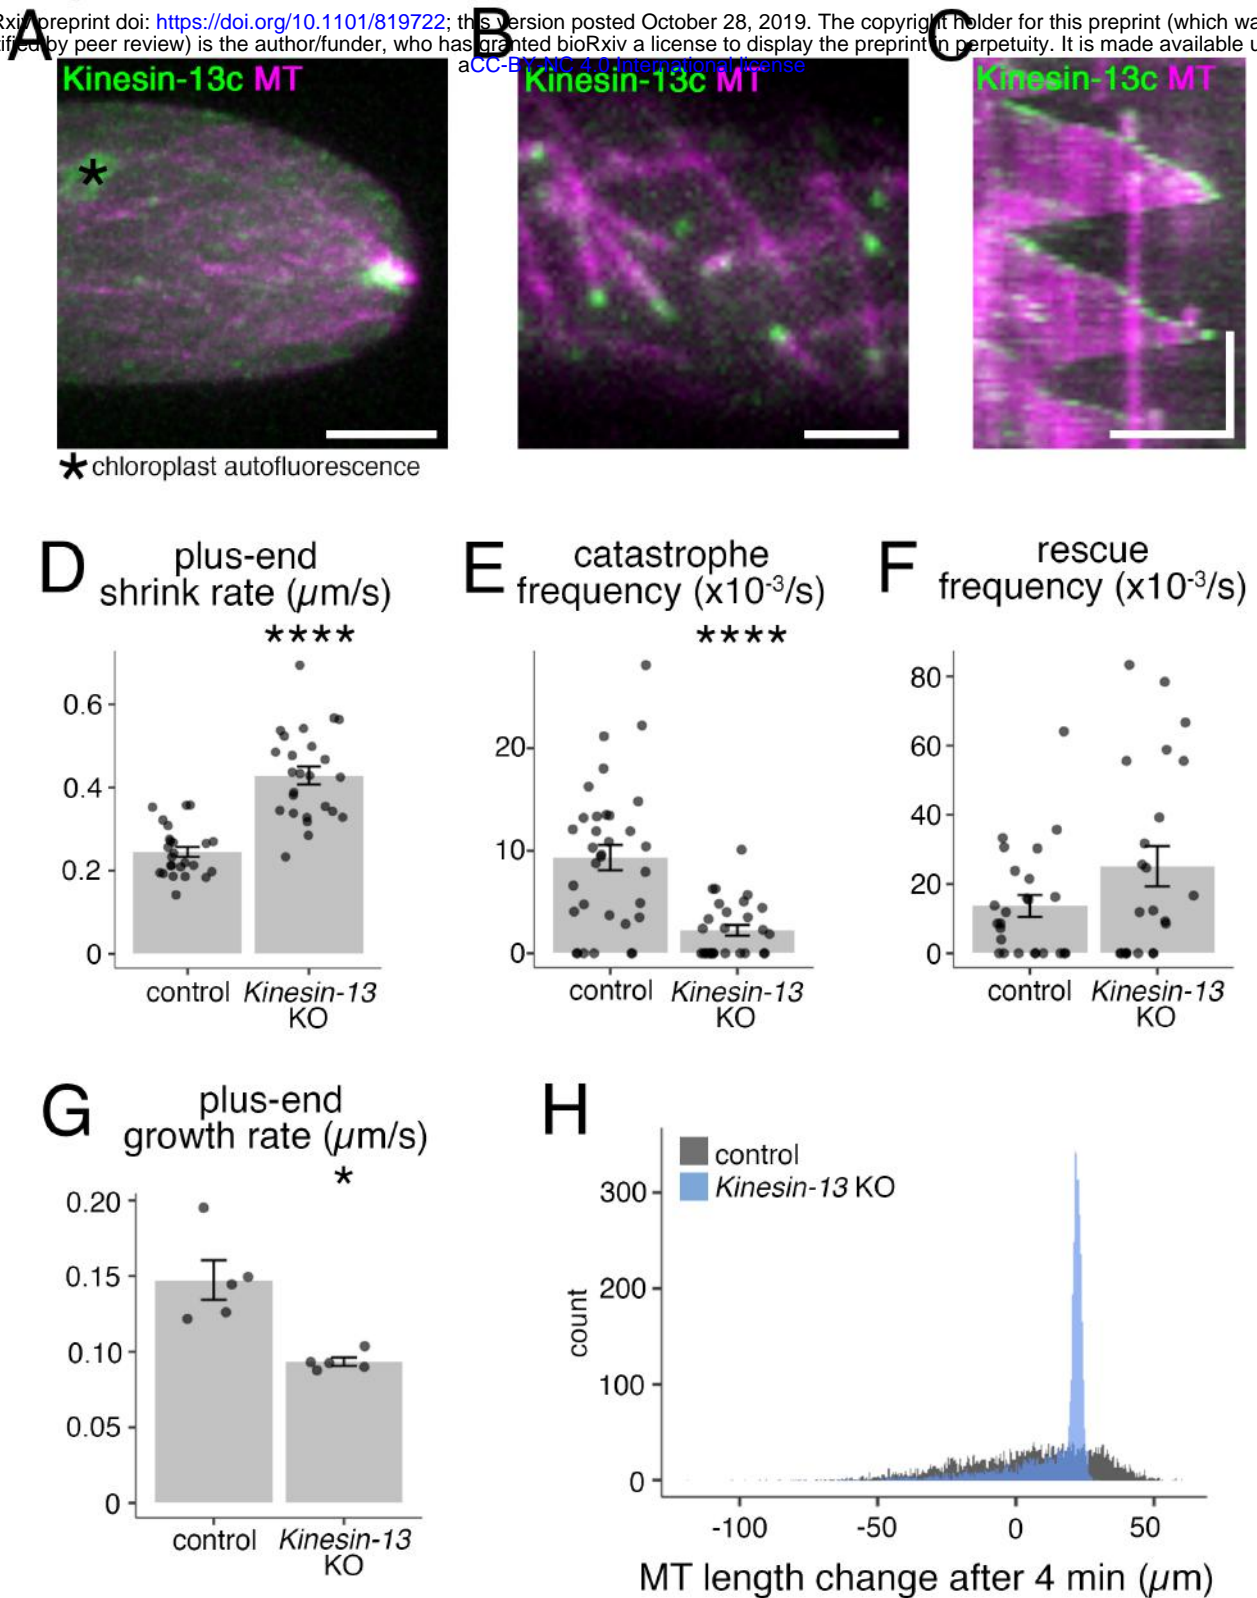 Rxiv preprint doi: https://doi.org/10.1101/819722; this version posted October 28, 2019. The copyright holder for this preprint (which wa
tified by peer review) is the author/funder, who has granted bioRxiv a license to display the preprint in perpetuity. It is made available u
aCC-BY-NC 4.0 International license
A
Kinesin-13c MT
*
B
Kinesin-13c MT
C
Kinesin-13c MT
* chloroplast autofluorescence
D
plus-end
shrink rate (µm/s)
****
0.6
0.4
0.2
0
control
Kinesin-13
KO
E
catastrophe
frequency (x10⁻³/s)
****
20
10
0
control
Kinesin-13
KO
F
rescue
frequency (x10⁻³/s)
80
60
40
20
0
control
Kinesin-13
KO
G
plus-end
growth rate (µm/s)
*
0.20
0.15
0.10
0.05
0
control
Kinesin-13
KO
H
control
Kinesin-13 KO
count
300
200
100
0
-100
-50
0
50
MT length change after 4 min (µm)